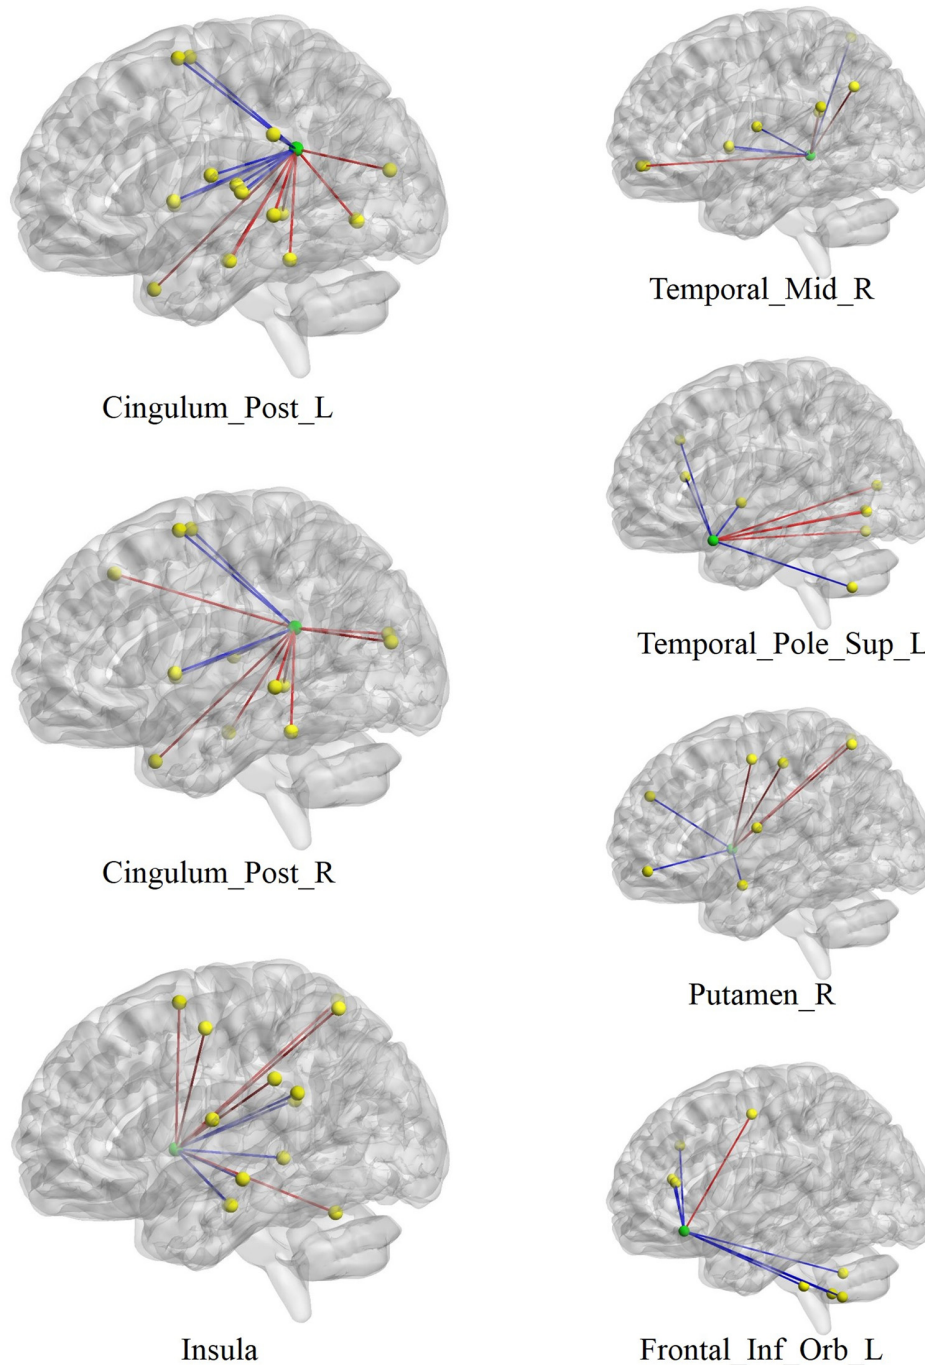 Cingulum_Post_L
Cingulum_Post_R
Insula
Temporal_Mid_R
Temporal_Pole_Sup_L
Putamen_R
Frontal_Inf_Orb_L